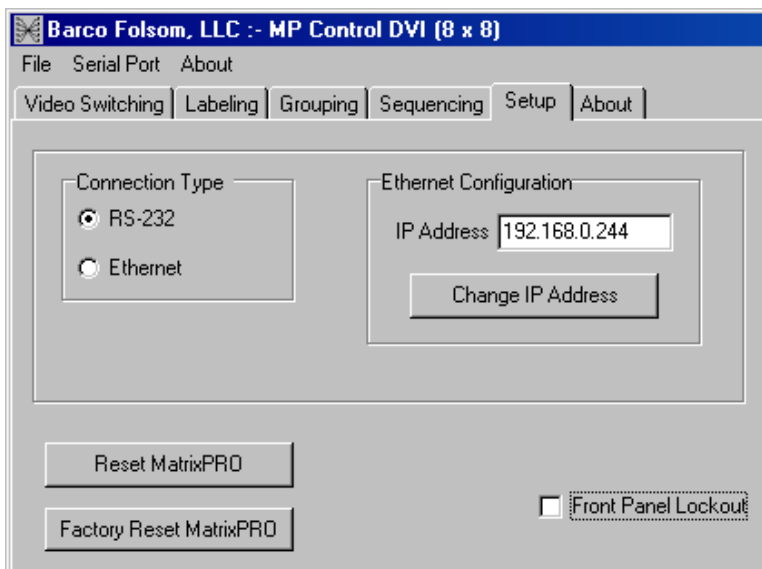 Barco Folsom, LLC :- MP Control DVI (8 x 8)
File Serial Port About
Video Switching Labeling Grouping Sequencing Setup About
Connection Type
RS-232
Ethernet
Ethernet Configuration
IP Address 192.168.0.244
Change IP Address
Reset MatrixPRO
Factory Reset MatrixPRO
Front Panel Lockout